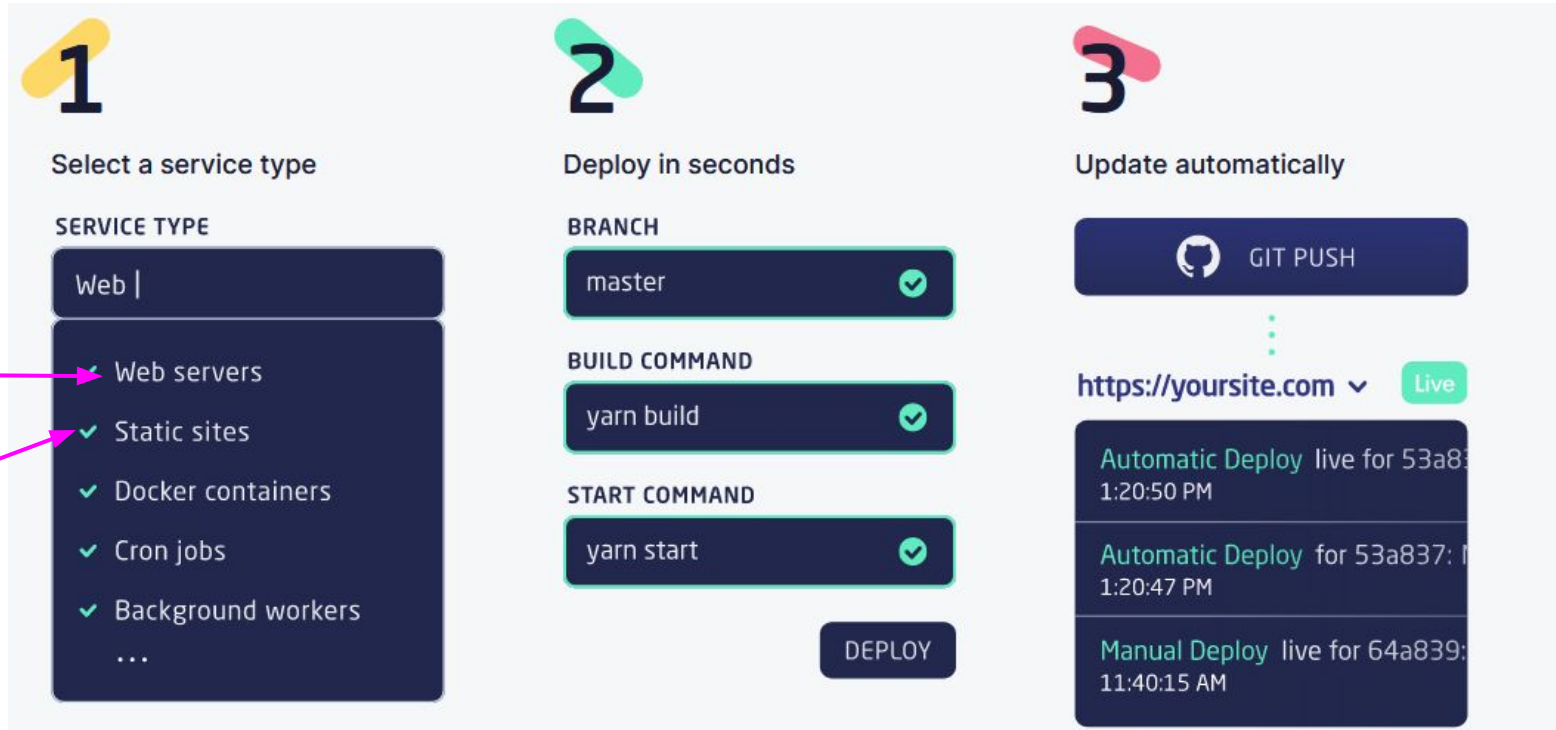 1
Select a service type
SERVICE TYPE
Web
Web servers
Static sites
Docker containers
Cron jobs
Background workers
...
2
Deploy in seconds
BRANCH
master
BUILD COMMAND
yarn build
START COMMAND
yarn start
DEPLOY
3
Update automatically
GIT PUSH
https://yoursite.com
Live
Automatic Deploy live for
1:20:50 PM
Automatic Deploy for 53a837:
1:20:47 PM
Manual Deploy live for 64a839:
11:40:15 AM